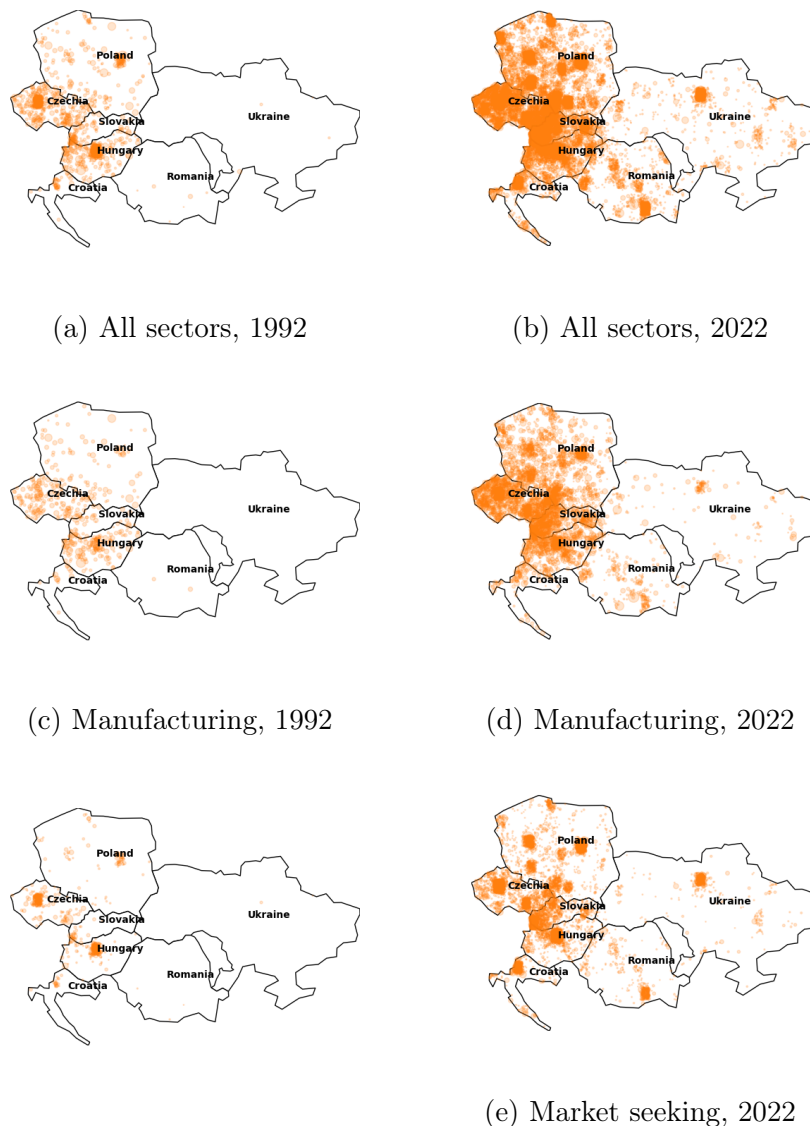 Poland
Czechia
Slovakia
Ukraine
Hungary
Romania
Croatia
Poland
Czechia
Slovakia
Ukraine
Hungary
Romania
Croatia
(a) All sectors, 1992
(b) All sectors, 2022
Poland
Czechia
Slovakia
Ukraine
Hungary
Romania
Croatia
Poland
Czechia
Slovakia
Ukraine
Hungary
Romania
Croatia
(c) Manufacturing, 1992
(d) Manufacturing, 2022
Poland
Czechia
Slovakia
Ukraine
Hungary
Romania
Croatia
Poland
Czechia
Slovakia
Ukraine
Hungary
Romania
Croatia
(e) Market seeking, 2022